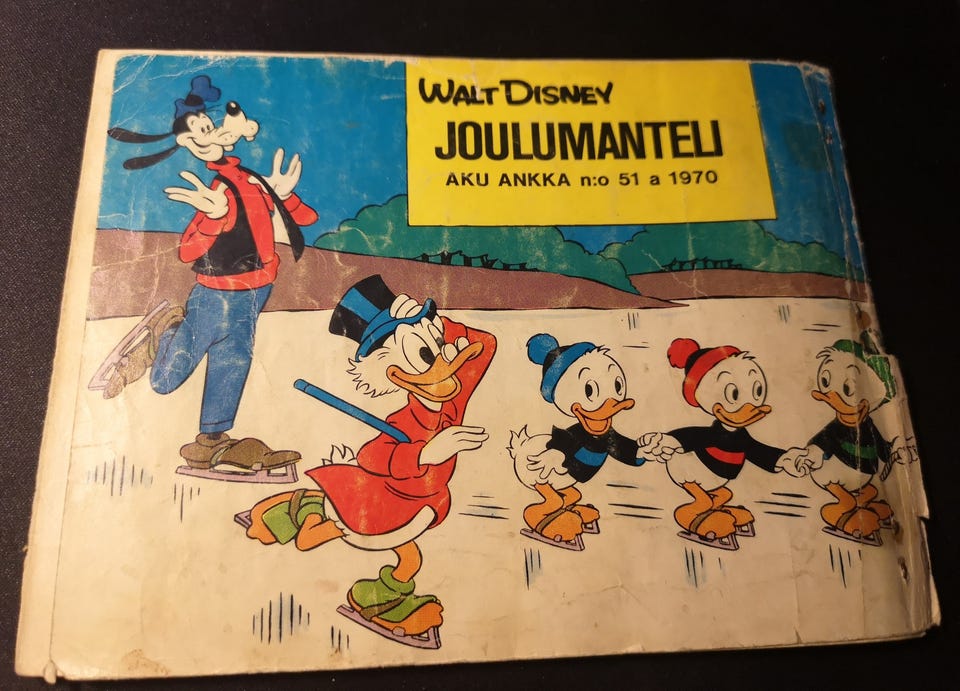 WALT DISNEY
JOULUMANTELI
AKU ANKKA n:o 51 a 1970